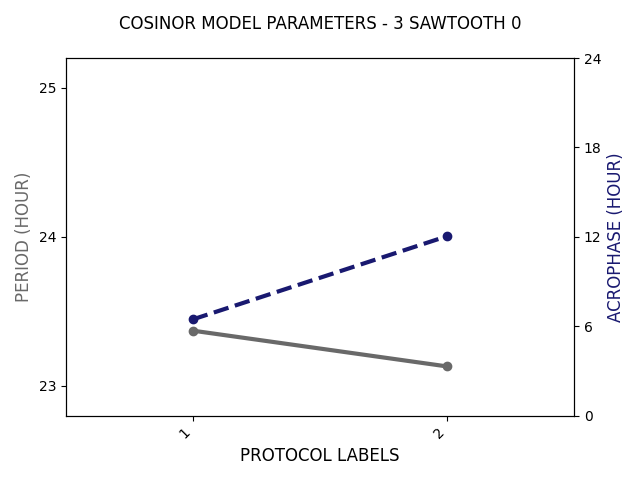 COSINOR MODEL PARAMETERS - 3 SAWTOOTH 0
25
24
23
PERIOD (HOUR)
24
18
12
6
0
ACROPHASE (HOUR)
1
2
PROTOCOL LABELS